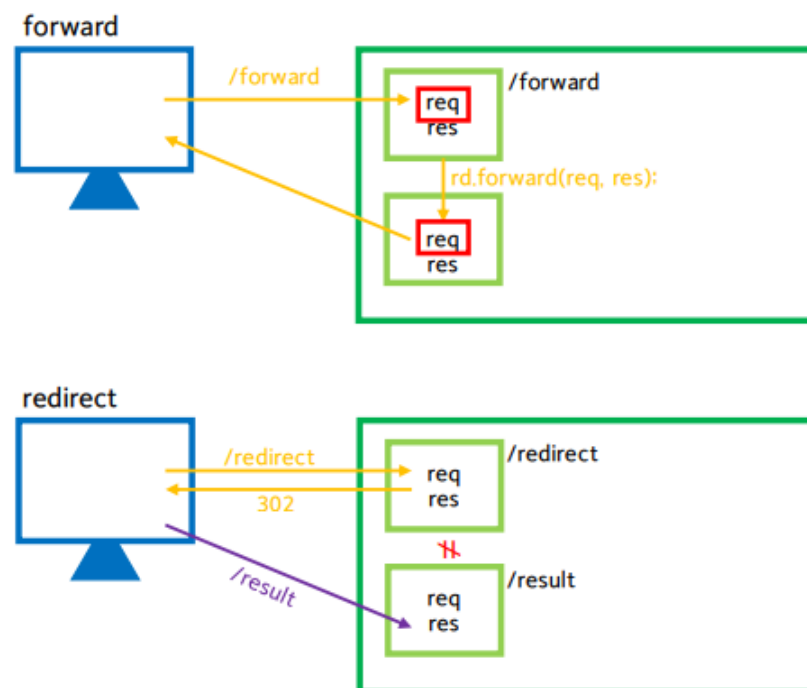 forward
/forward
/forward
req
res
rd.forward(req, res);
req
res
redirect
/redirect
/redirect
req
res
302
/result
/result
req
res